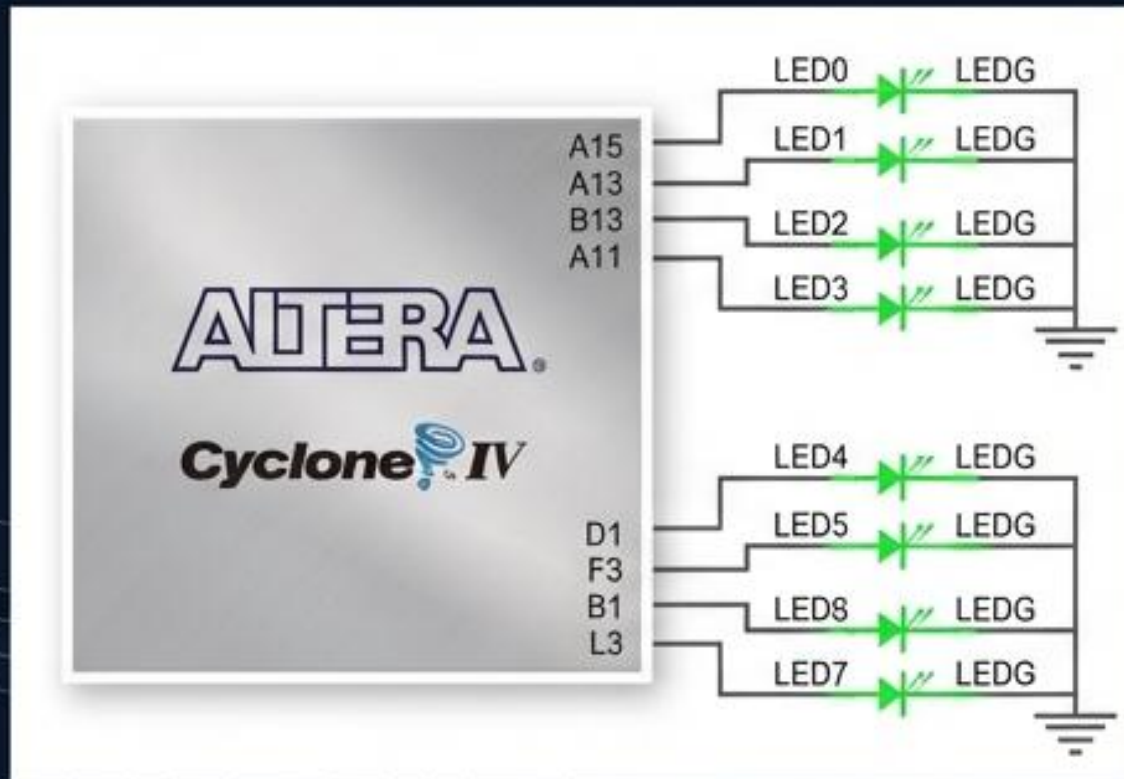 LED0 LEDG
A15
LED1 LEDG
A13
B13
LED2 LEDG
A11
LED3 LEDG
ALTERA®
Cyclone® IV
LED4 LEDG
D1
LED5 LEDG
F3
B1
LED8 LEDG
L3
LED7 LEDG